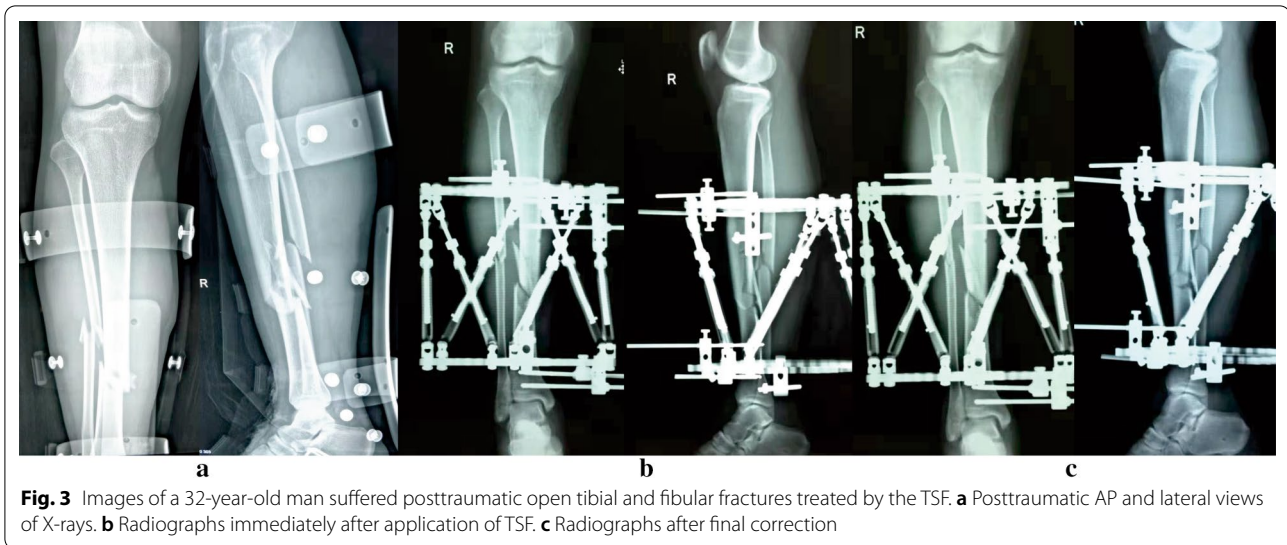 R
R
R
R
R
a
b
c
Fig. 3 Images of a 32-year-old man suffered posttraumatic open tibial and fibular fractures treated by the TSF. a Posttraumatic AP and lateral views
of X-rays. b Radiographs immediately after application of TSF. c Radiographs after final correction